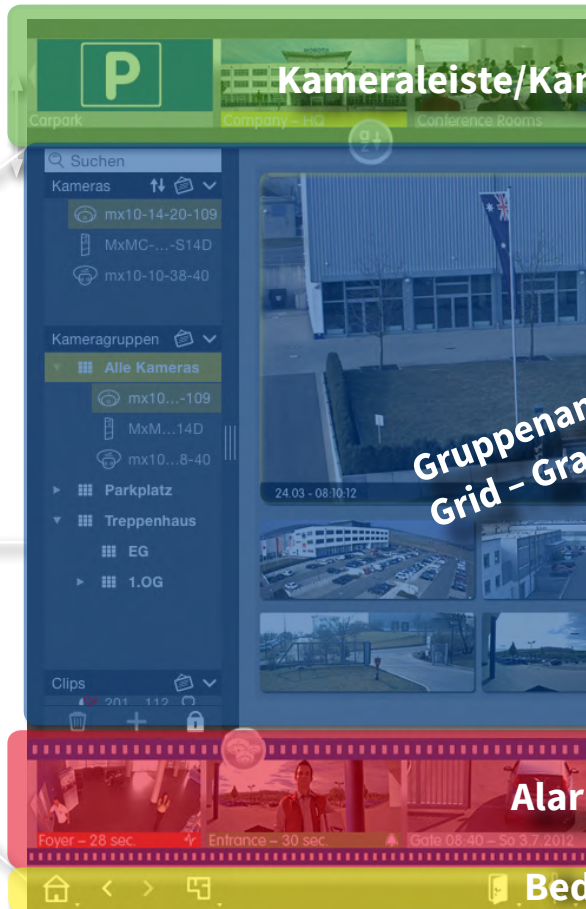 P
Kameraleiste/Kar
Carpark
Company – HQ
Conference Rooms
Suchen
Kameras
mx10-14-20-109
MxMC-...-S14D
mx10-10-38-40
Kameragruppen
Alle Kameras
mx10...-109
MxM...14D
mx10...8-40
Parkplatz
Treppenhaus
EG
1.OG
Clips
Gruppenan
Grid – Gra
24.03 - 08:10:12
Alar
Foyer – 28 sec.
Entrance – 30 sec.
Gate 08:40 – So 3.7.2012
Bed